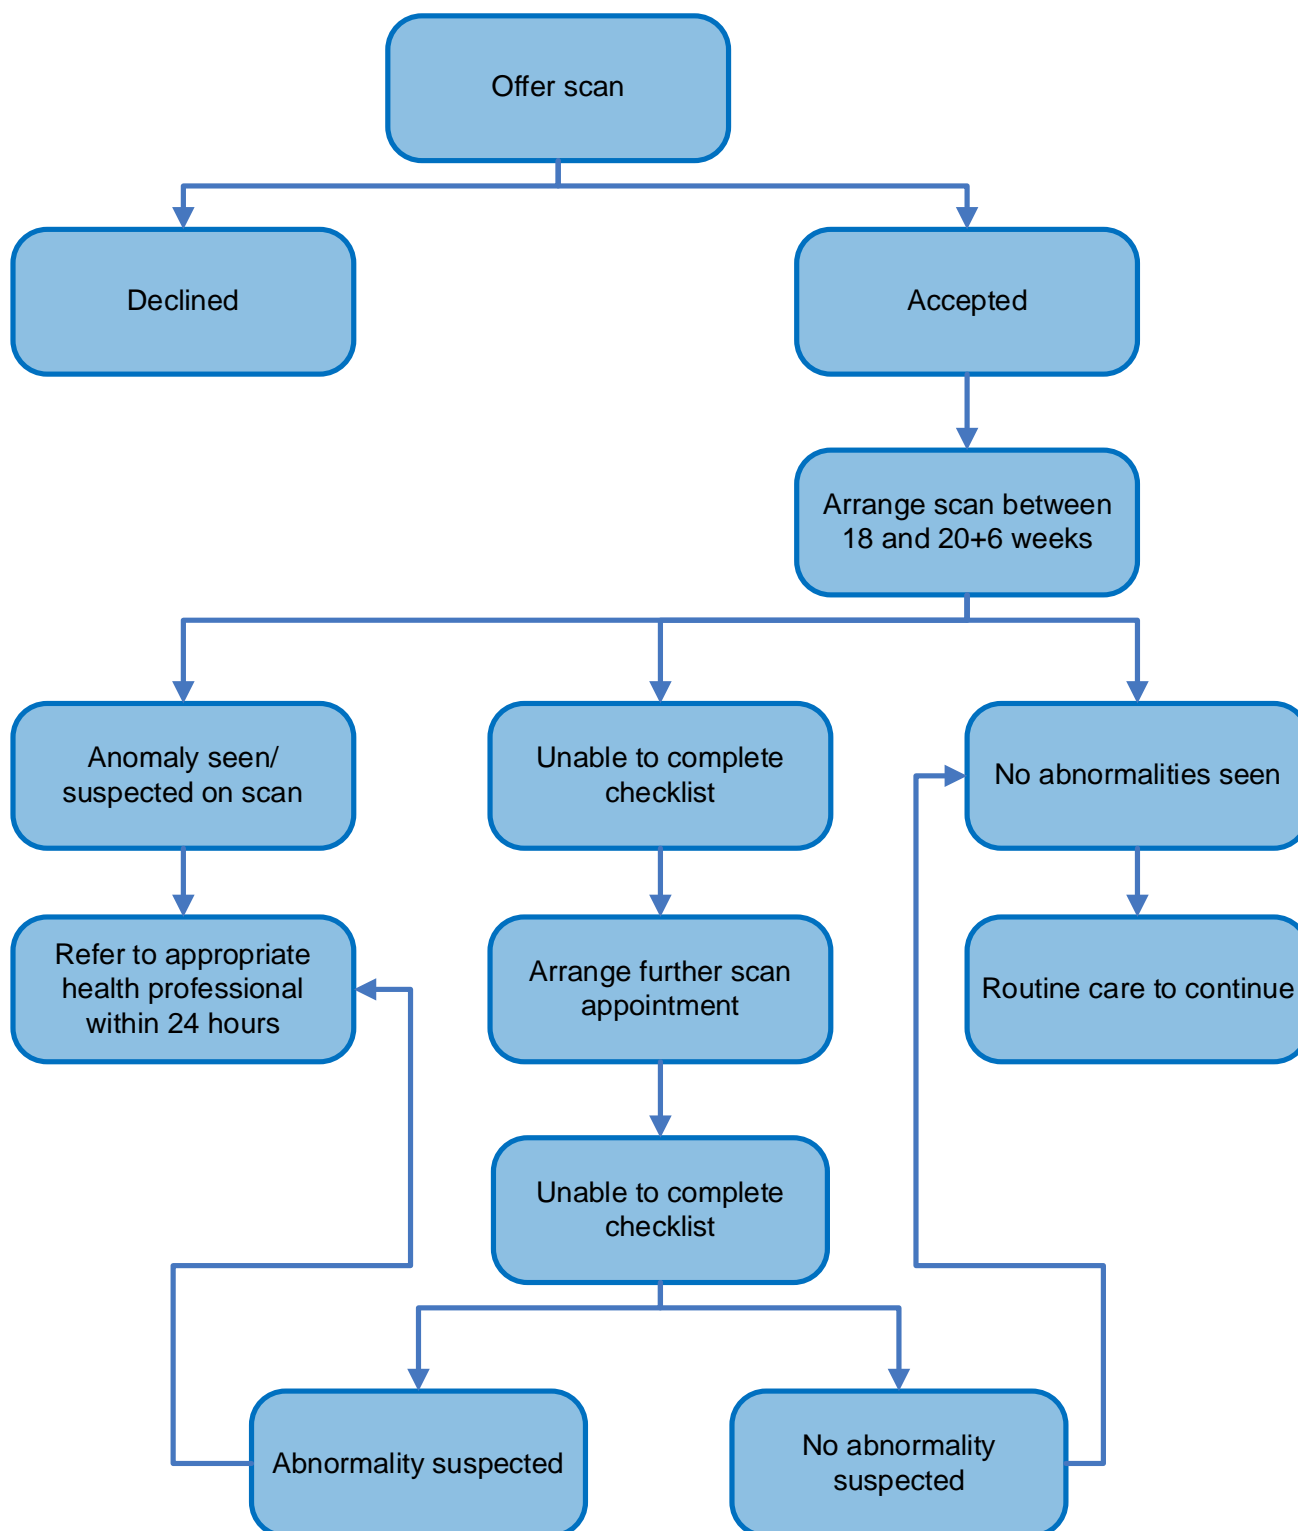 Offer scan
Declined
Accepted
Arrange scan between
18 and 20+6 weeks
Anomaly seen/
suspected on scan
Unable to complete
checklist
No abnormalities seen
Refer to appropriate
health professional
within 24 hours
Arrange further scan
appointment
Routine care to continue
Unable to complete
checklist
Abnormality suspected
No abnormality
suspected